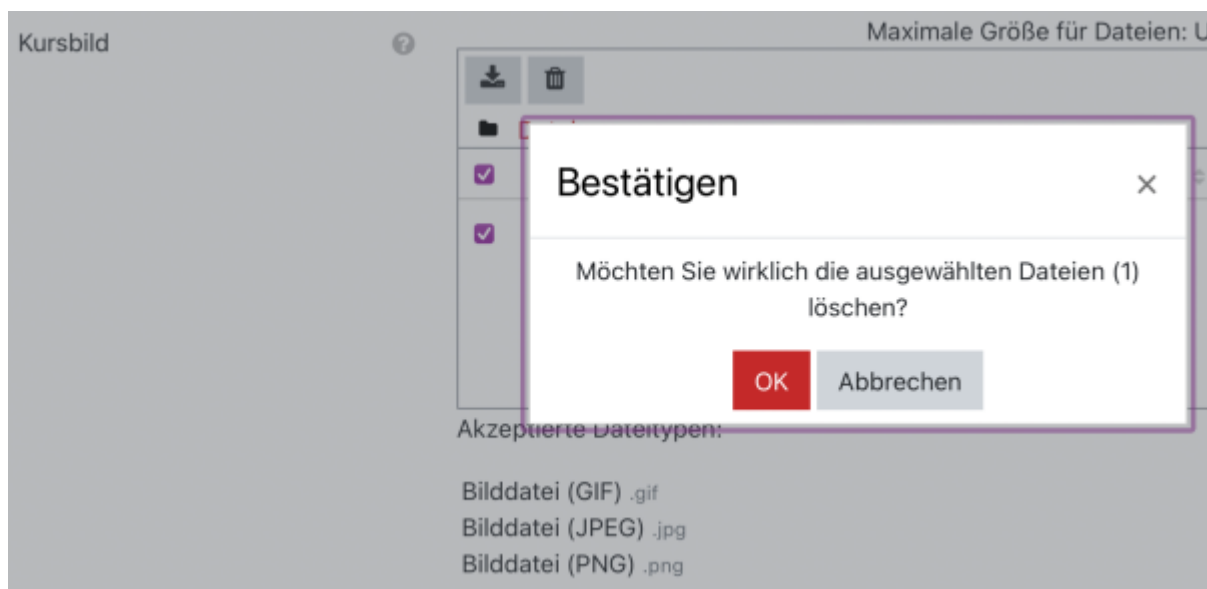 Maximale Größe für Dateien: U
Kursbild
Bestätigen
Möchten Sie wirklich die ausgewählten Dateien (1)
löschen?
OK Abbrechen
Akzeptierte Dateitypen:
Bilddatei (GIF) .gif
Bilddatei (JPEG) .jpg
Bilddatei (PNG) .png